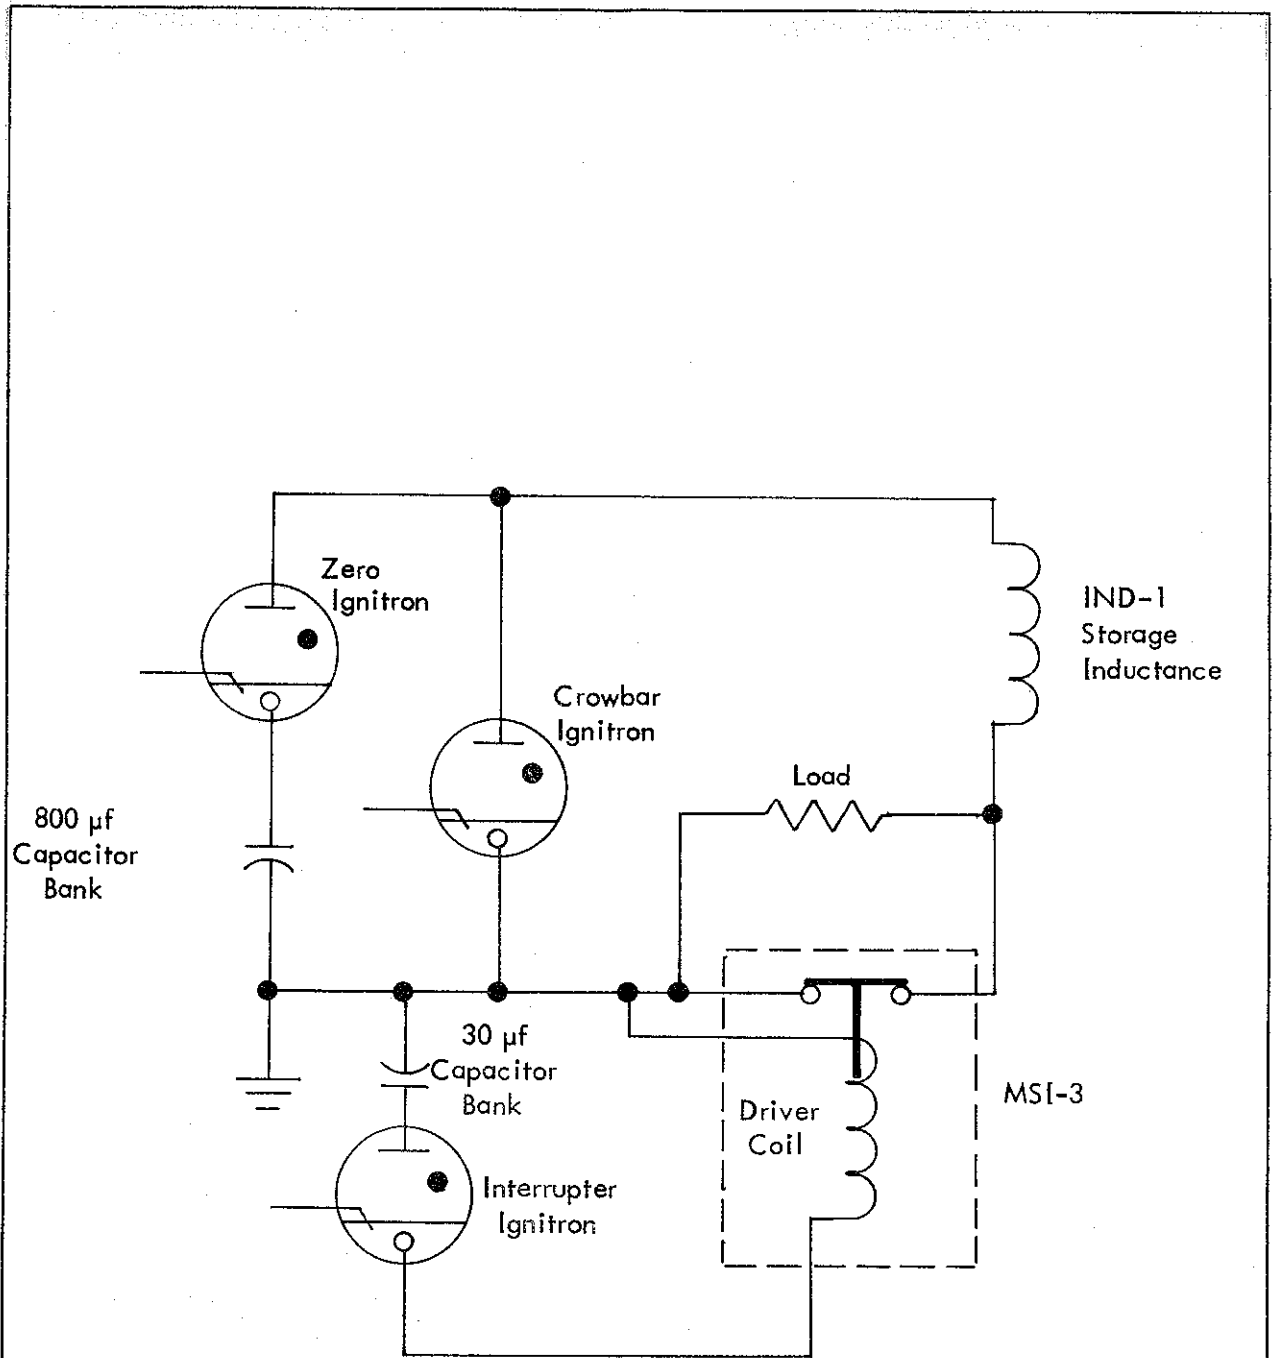 Zero
Ignitron
IND-1
Storage
Inductance
Crowbar
Ignitron
Load
800 µf
Capacitor
Bank
30 µf
Capacitor
Bank
MSI-3
Driver
Coil
Interrupter
Ignitron